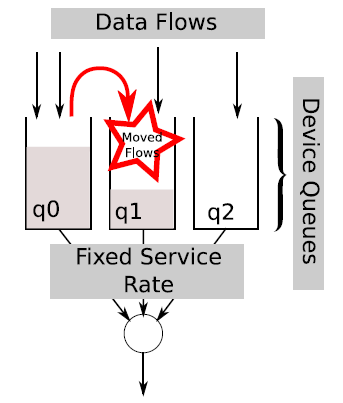 Data Flows
Moved
Flows
q0
q1
q2
Device Queues
Fixed Service
Rate